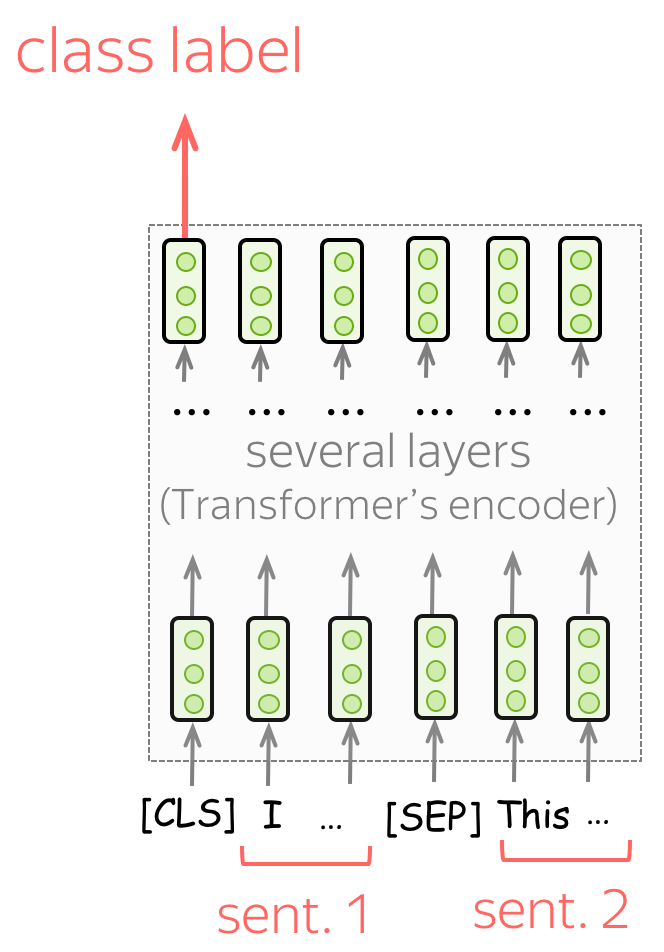 class label
... ... ... ... ... ...
several layers
(Transformer's encoder)
[CLS] I ... [SEP] This ...
sent. 1 sent. 2